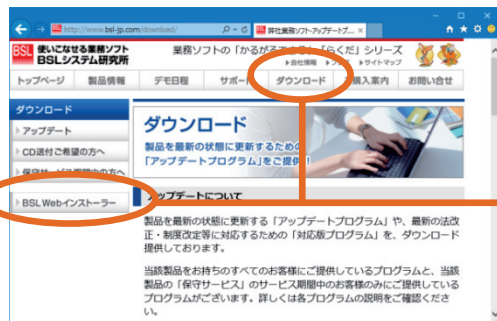 http://www.bsl-jp.com/download/
弊社業務ソフト-アップデートプ...
BSL 使いこなせる業務ソフト
BSLシステム研究所
業務ソフトの「かるがるできる」「らくだ」シリーズ
会社情報 サイトマップ
トップページ 製品情報 デモ日程 サポート ダウンロード 購入案内 お問い合せ
ダウンロード
アップデート
CD送付ご希望の方へ
BSL Webインストーラー
ダウンロード
製品を最新の状態に更新するための
「アップデートプログラム」をご提供!
アップデートについて
製品を最新の状態に更新する「アップデートプログラム」や、最新の法改
正・制度改定等に対応するための「対応版プログラム」を、ダウンロード
提供しております。
当該製品をお持ちのすべてのお客様にご提供しているプログラムと、当該
製品の「保守サービス」のサービス期間中のお客様のみにご提供している
プログラムがございます。詳しくは各プログラムの説明をご確認くださ
い。